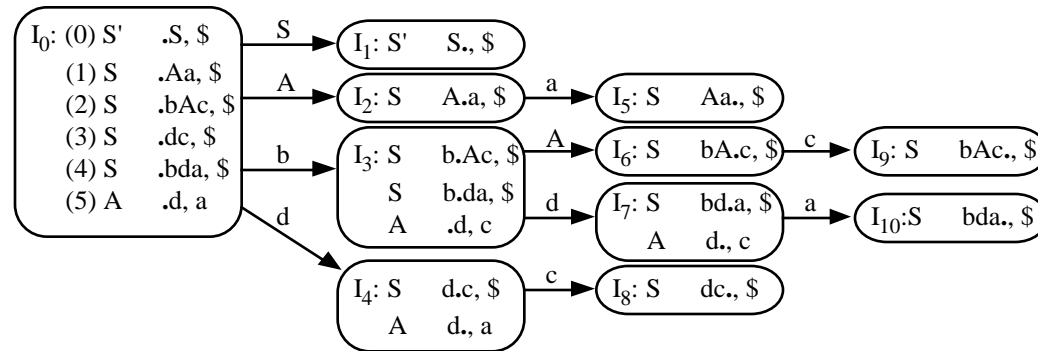 I0: (0) S' .S, $
(1) S .Aa, $
(2) S .bAc, $
(3) S .dc, $
(4) S .bda, $
(5) A .d, a
S
A
b
d
I1: S' S., $
I2: S A.a, $
a
I5: S Aa., $
I3: S b.Ac, $
S b.da, $
A .d, c
A
d
I6: S bA.c, $
c
I9: S bAc., $
I7: S bd.a, $
A d., c
a
I10:S bda., $
I4: S d.c, $
A d., a
c
I8: S dc., $